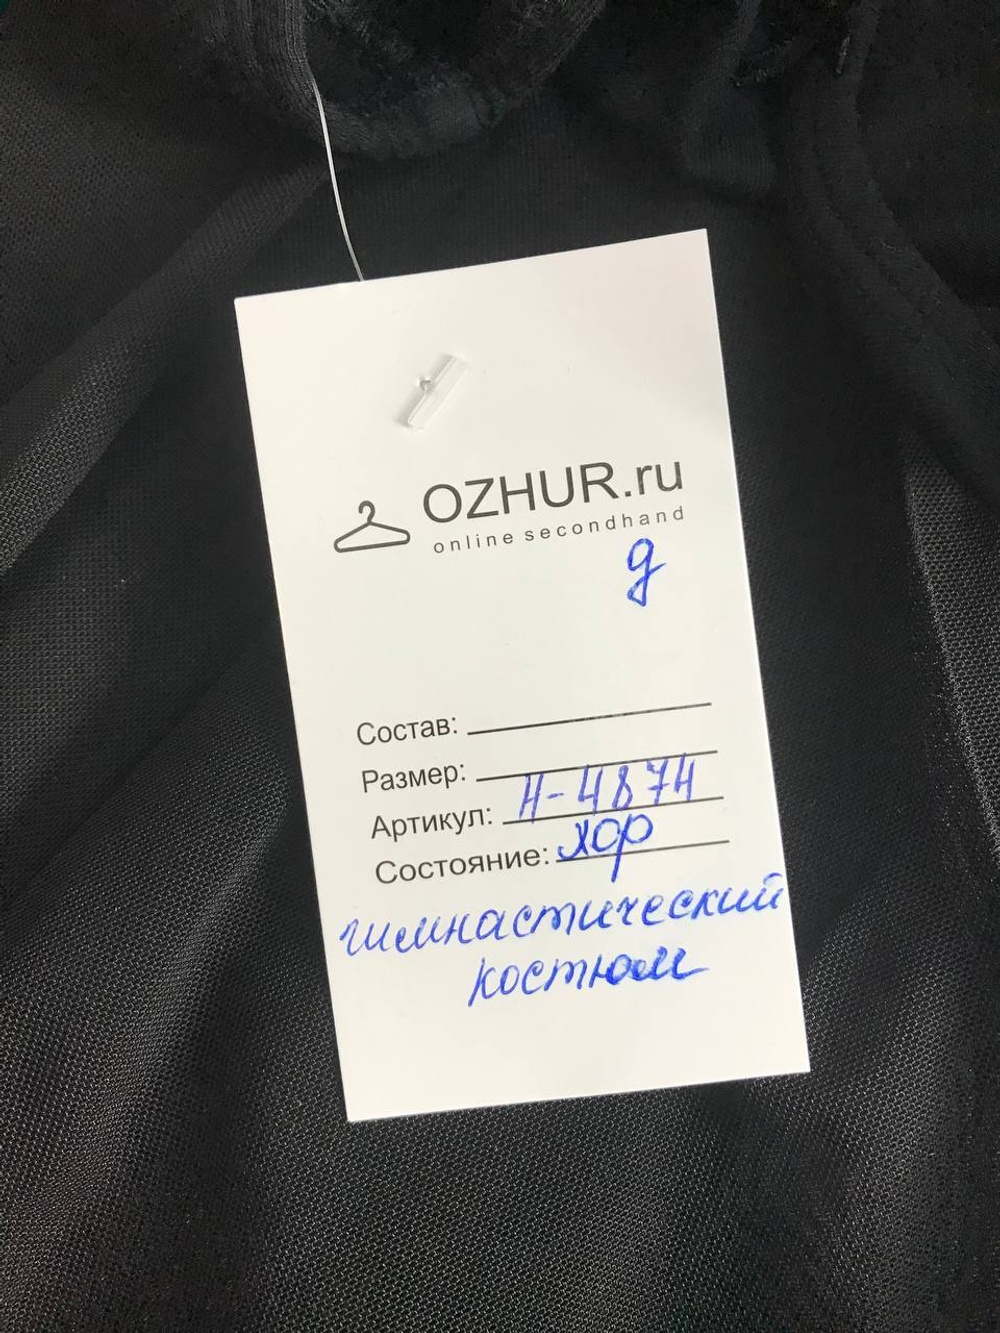 OZHUR.ru
online secondhand
д
Состав:
Размер:
Артикул: Н-4874
Состояние: хор
гимнастический
костюм